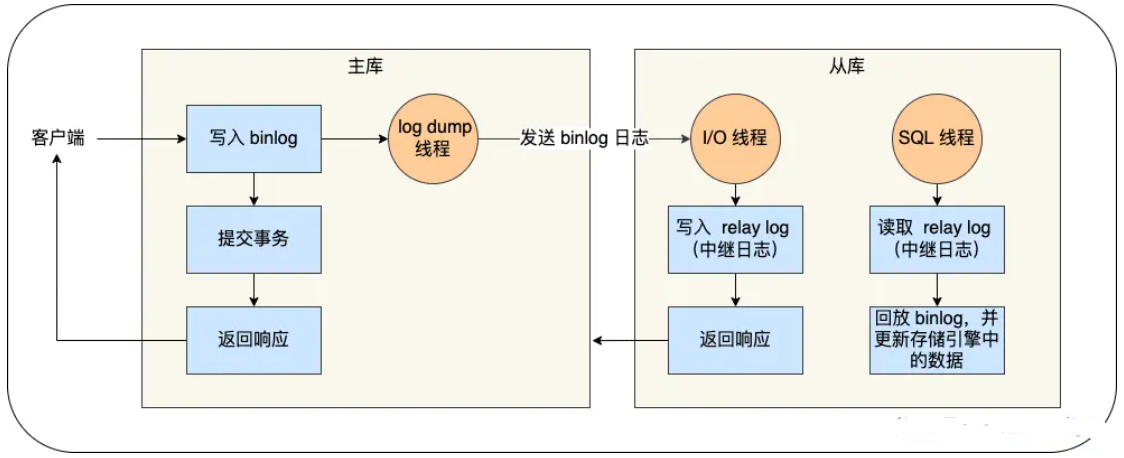 主库
从库
客户端
写入 binlog
log dump
线程
发送 binlog 日志
I/O 线程
SQL 线程
提交事务
写入 relay log
（中继日志）
读取 relay log
（中继日志）
返回响应
返回响应
回放 binlog，并
更新存储引擎中
的数据